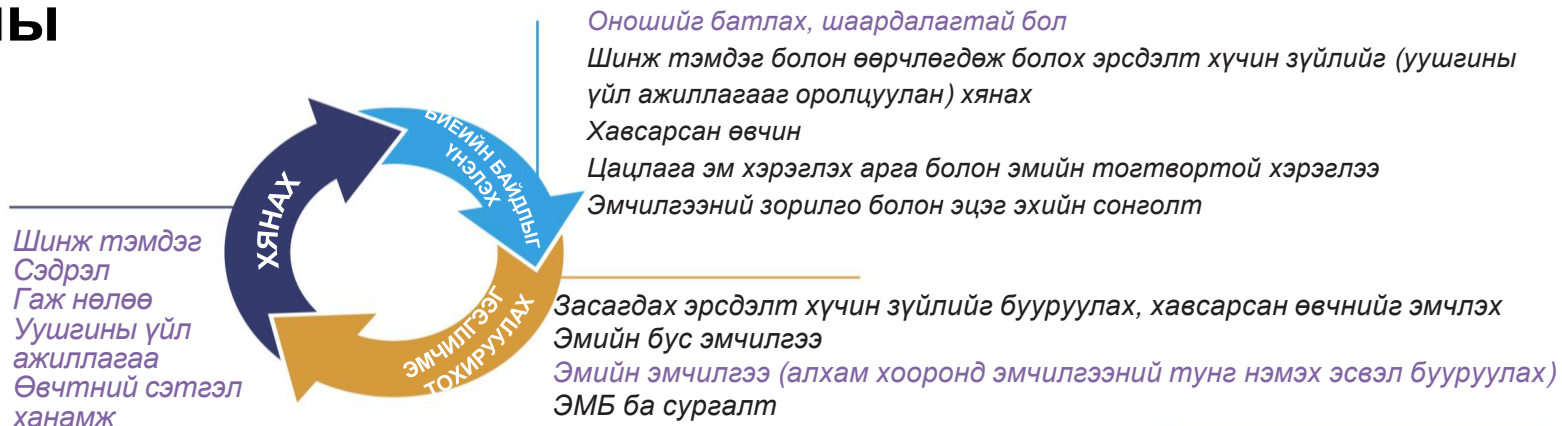 ны
Оношийг батлах, шаардалагтай бол
Шинж тэмдэг болон өөрчлөгдөж болох эрсдэлт хүчин зүйлийг (уушгины
үйл ажиллагааг оролцуулан) хянах
Хавсарсан өвчин
Цацлага эм хэрэглэх арга болон эмийн тогтвортой хэрэглээ
Эмчилгээний зорилго болон эцэг эхийн сонголт
БИЕИЙН БАЙДЛЫГ
ҮНЭЛЭХ
ХЯНАХ
Шинж тэмдэг
Сэдрэл
Гаж нөлөө
Уушгины үйл
ажиллагаа
Өвчтний сэтгэл
ханамж
ЭМЧИЛГЭЭГ
ТОХИРУУЛАХ
Засагдах эрсдэлт хүчин зүйлийг бууруулах, хавсарсан өвчнийг эмчлэх
Эмийн бус эмчилгээ
Эмийн эмчилгээ (алхам хооронд эмчилгээний тунг нэмэх эсвэл бууруулах)
ЭМБ ба сургалт